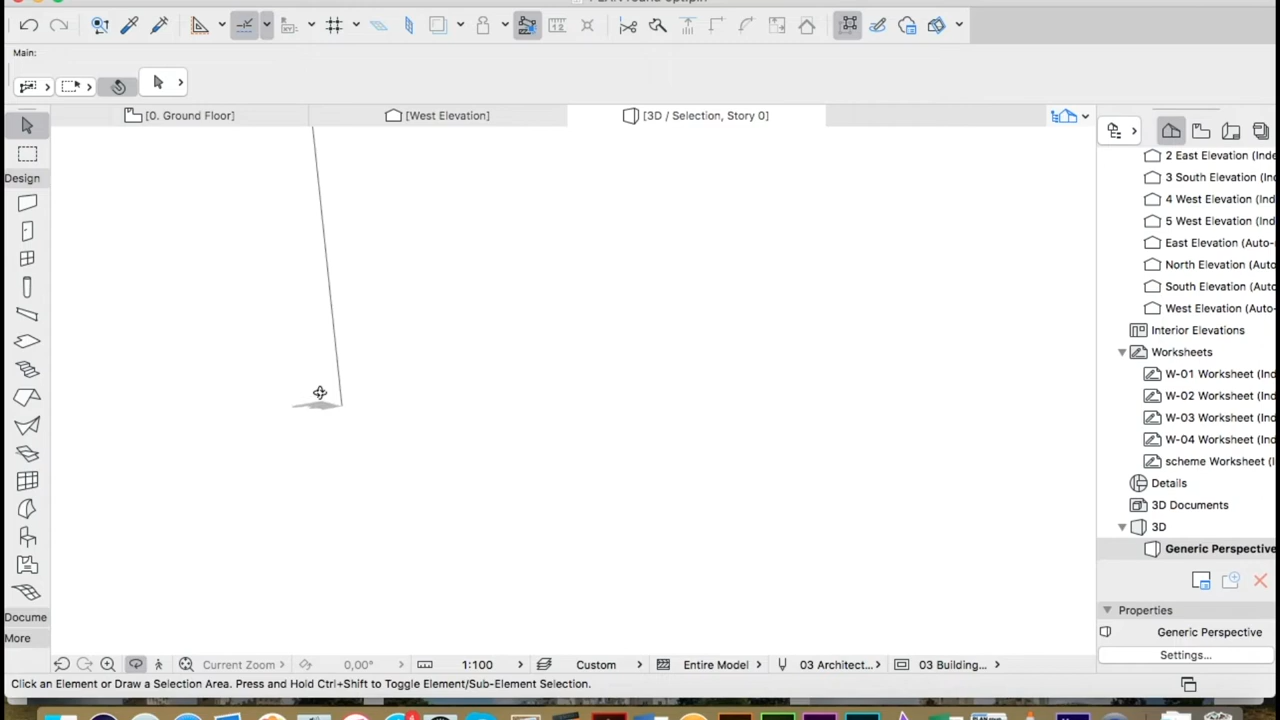 Main:
[0. Ground Floor]
[West Elevation]
[3D / Selection, Story 0]
Design
2 East Elevation (Inde
3 South Elevation (Ind
4 West Elevation (Ind
5 West Elevation (Ind
East Elevation (Auto-
North Elevation (Auto
South Elevation (Auto
West Elevation (Auto-
Interior Elevations
Worksheets
W-01 Worksheet (Ind
W-02 Worksheet (Ind
W-03 Worksheet (Ind
W-04 Worksheet (Ind
scheme Worksheet (I
Details
3D Documents
3D
Generic Perspective
Docume
More
Properties
Generic Perspective
Settings...
Current Zoom
0,00°
1:100
Custom
Entire Model
03 Architect...
03 Building...
Click an Element or Draw a Selection Area. Press and Hold Ctrl+Shift to Toggle Element/Sub-Element Selection.